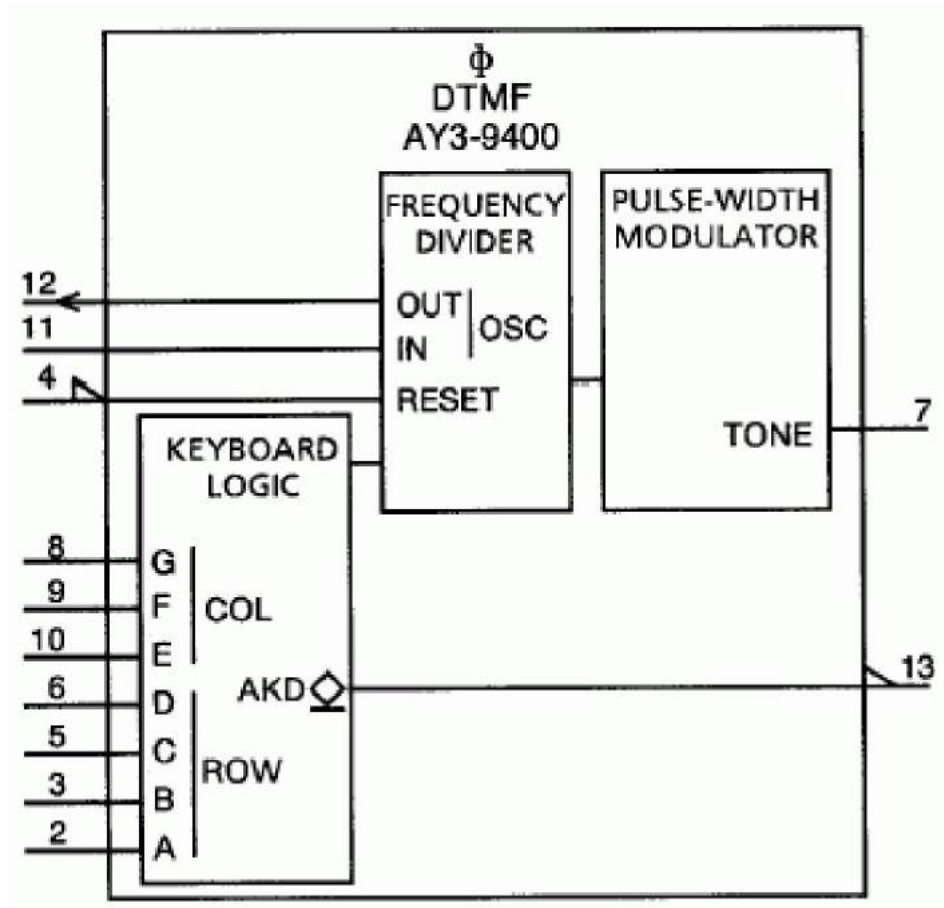 ϕ
DTMF
AY3-9400
FREQUENCY
DIVIDER
PULSE-WIDTH
MODULATOR
12
OUT
OSC
11
IN
4
RESET
7
TONE
KEYBOARD
LOGIC
8
G
9
F
COL
10
E
13
6
D
AKD
5
C
ROW
3
B
2
A